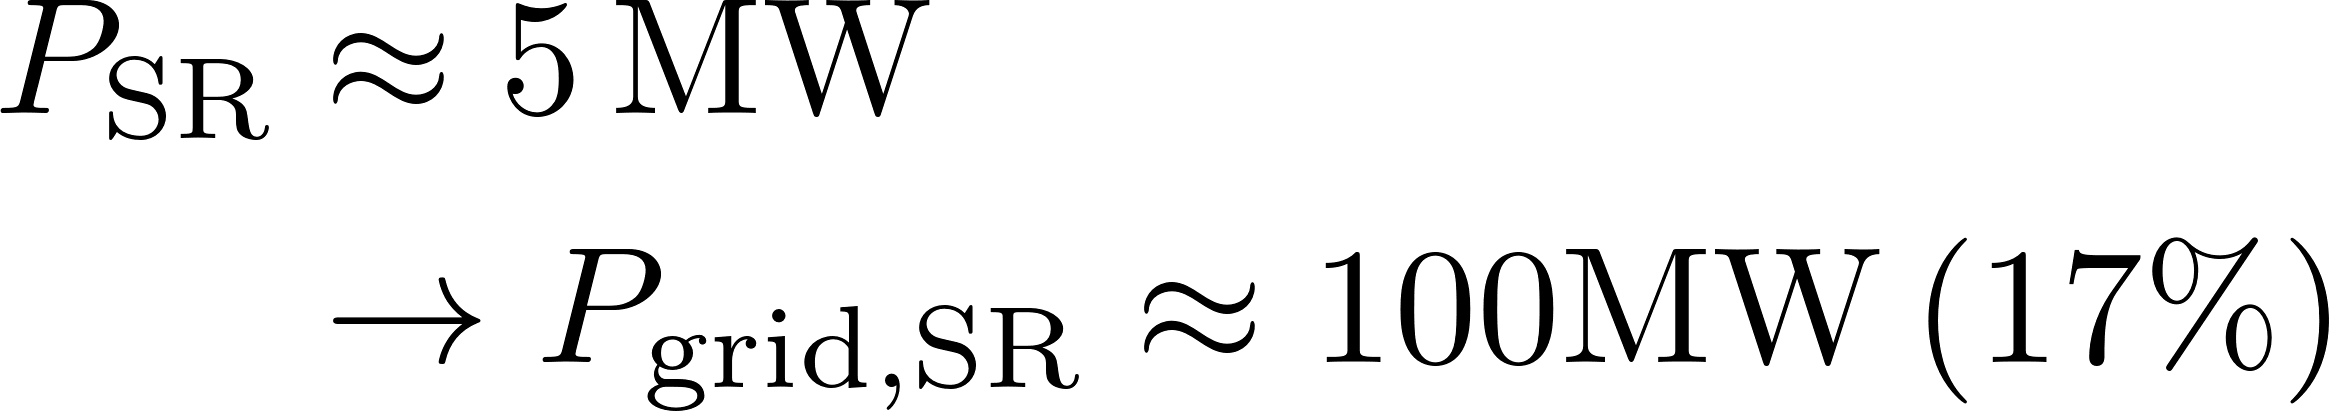 P_SR ≈ 5 MW
→ P_grid,SR ≈ 100MW (17%)